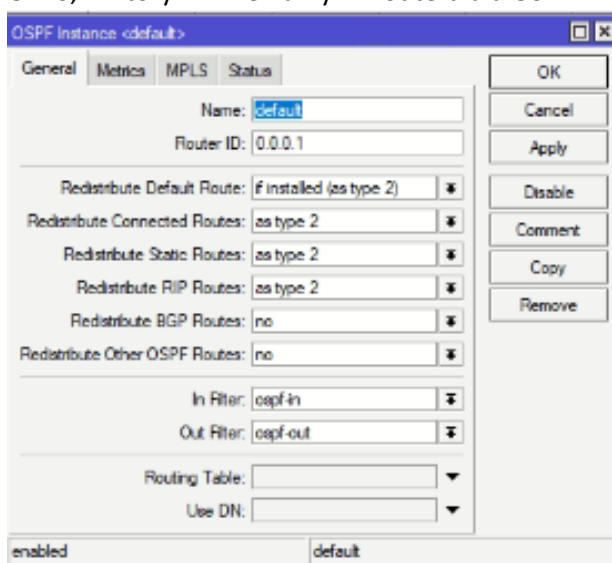 OSPF Instance <default>
General Metrics MPLS Status
Name: default
Router ID: 0.0.0.1
Redistribute Default Route: if installed (as type 2)
Redistribute Connected Routes: as type 2
Redistribute Static Routes: as type 2
Redistribute RIP Routes: as type 2
Redistribute BGP Routes: no
Redistribute Other OSPF Routes: no
In Filter: ospf-in
Out Filter: ospf-out
Routing Table:
Use DN:
OK
Cancel
Apply
Disable
Comment
Copy
Remove
enabled default